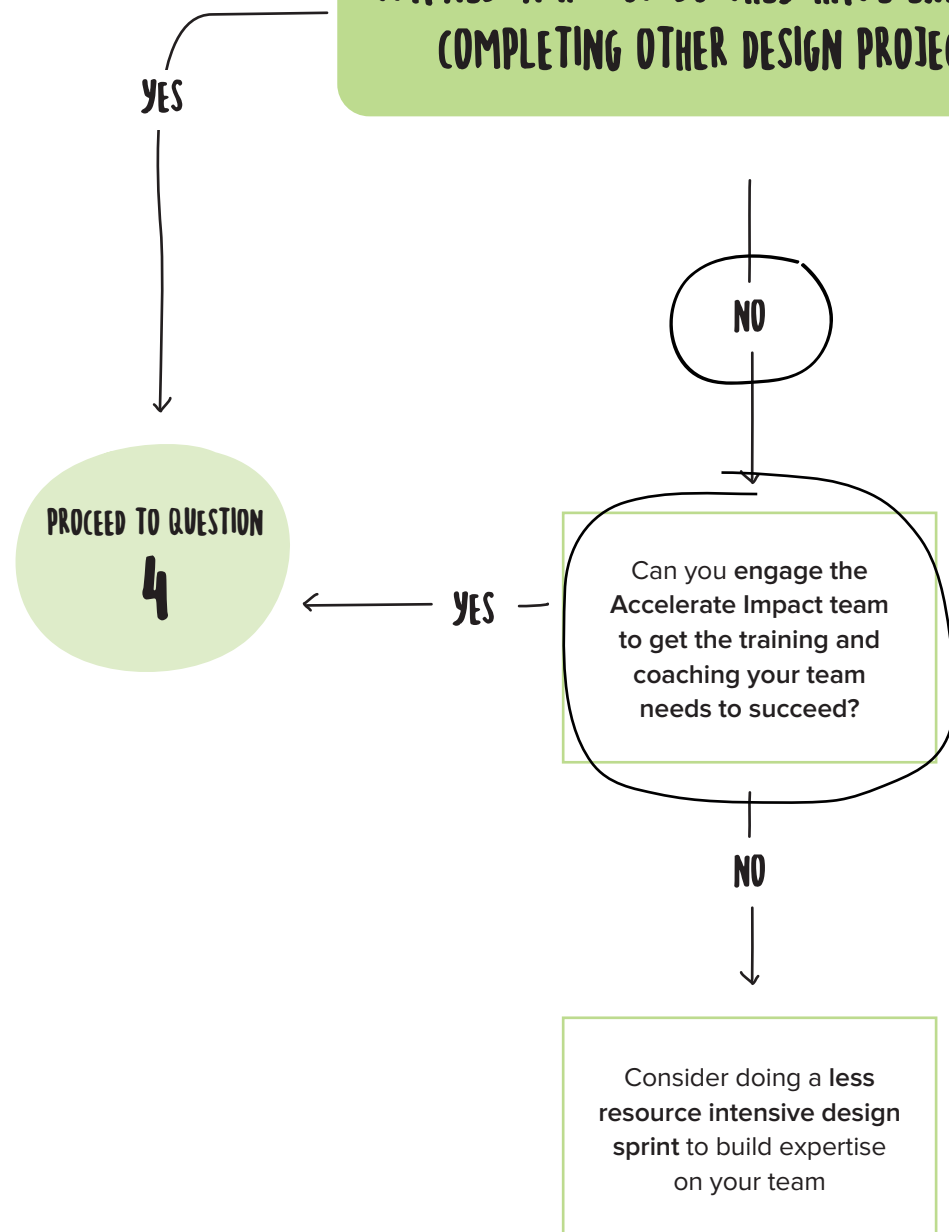 COMPLETING OTHER DESIGN
YES
NO
PROCEED TO QUESTION
4
YES
Can you engage the
Accelerate Impact team
to get the training and
coaching your team
needs to succeed?
NO
Consider doing a less
resource intensive design
sprint to build expertise
on your team